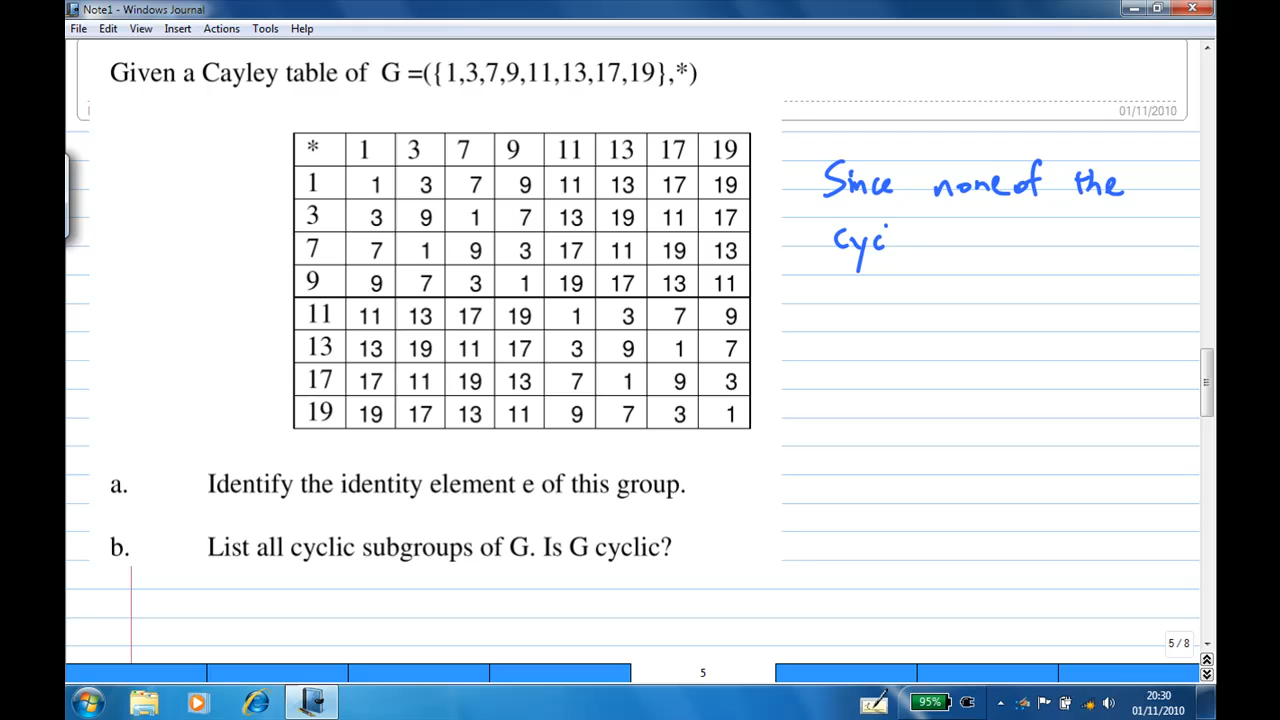 Note1 - Windows Journal
File Edit View Insert Actions Tools Help
Given a Cayley table of G =({1,3,7,9,11,13,17,19},*)
01/11/2010
* 1 3 7 9 11 13 17 19
1 1 3 7 9 11 13 17 19
3 3 9 1 7 13 19 11 17
7 7 1 9 3 17 11 19 13
9 9 7 3 1 19 17 13 11
11 11 13 17 19 1 3 7 9
13 13 19 11 17 3 9 1 7
17 17 11 19 13 7 1 9 3
19 19 17 13 11 9 7 3 1
Since none of the
cyc
a. Identify the identity element e of this group.
b. List all cyclic subgroups of G. Is G cyclic?
5 / 8
5
95%
20:30
01/11/2010